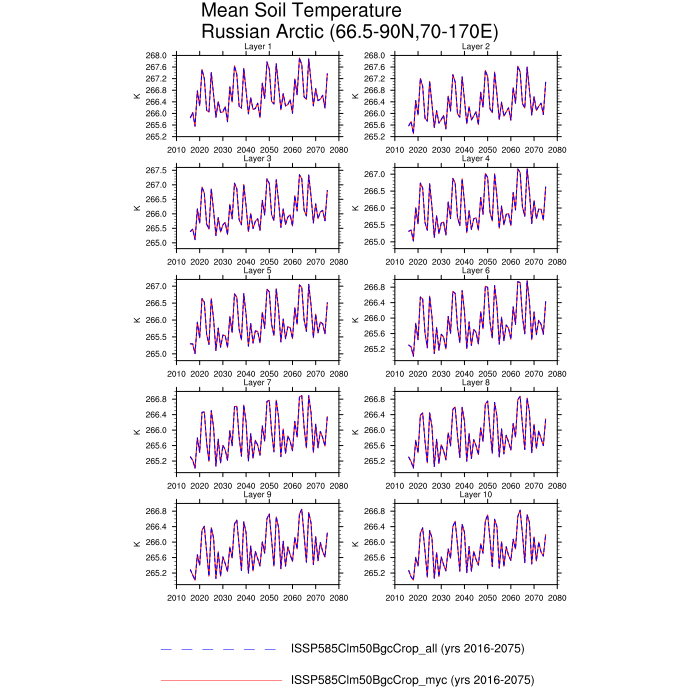 Mean Soil Temperature
Russian Arctic (66.5-90N,70-170E)
Layer 1
Layer 2
268.0
267.6
267.2
266.8
266.4
266.0
265.6
265.2
K
2010 2020 2030 2040 2050 2060 2070 2080
268.0
267.6
267.2
266.8
266.4
266.0
265.6
265.2
K
2010 2020 2030 2040 2050 2060 2070 2080
Layer 3
Layer 4
267.5
267.0
266.5
266.0
265.5
265.0
K
2010 2020 2030 2040 2050 2060 2070 2080
267.0
266.5
266.0
265.5
265.0
K
2010 2020 2030 2040 2050 2060 2070 2080
Layer 5
Layer 6
267.0
266.5
266.0
265.5
265.0
K
2010 2020 2030 2040 2050 2060 2070 2080
266.8
266.4
266.0
265.6
265.2
K
2010 2020 2030 2040 2050 2060 2070 2080
Layer 7
Layer 8
266.8
266.4
266.0
265.6
265.2
K
2010 2020 2030 2040 2050 2060 2070 2080
266.8
266.4
266.0
265.6
265.2
K
2010 2020 2030 2040 2050 2060 2070 2080
Layer 9
Layer 10
266.8
266.4
266.0
265.6
265.2
K
2010 2020 2030 2040 2050 2060 2070 2080
266.8
266.4
266.0
265.6
265.2
K
2010 2020 2030 2040 2050 2060 2070 2080
ISSP585Clm50BgcCrop_all (yrs 2016-2075)
ISSP585Clm50BgcCrop_myc (yrs 2016-2075)